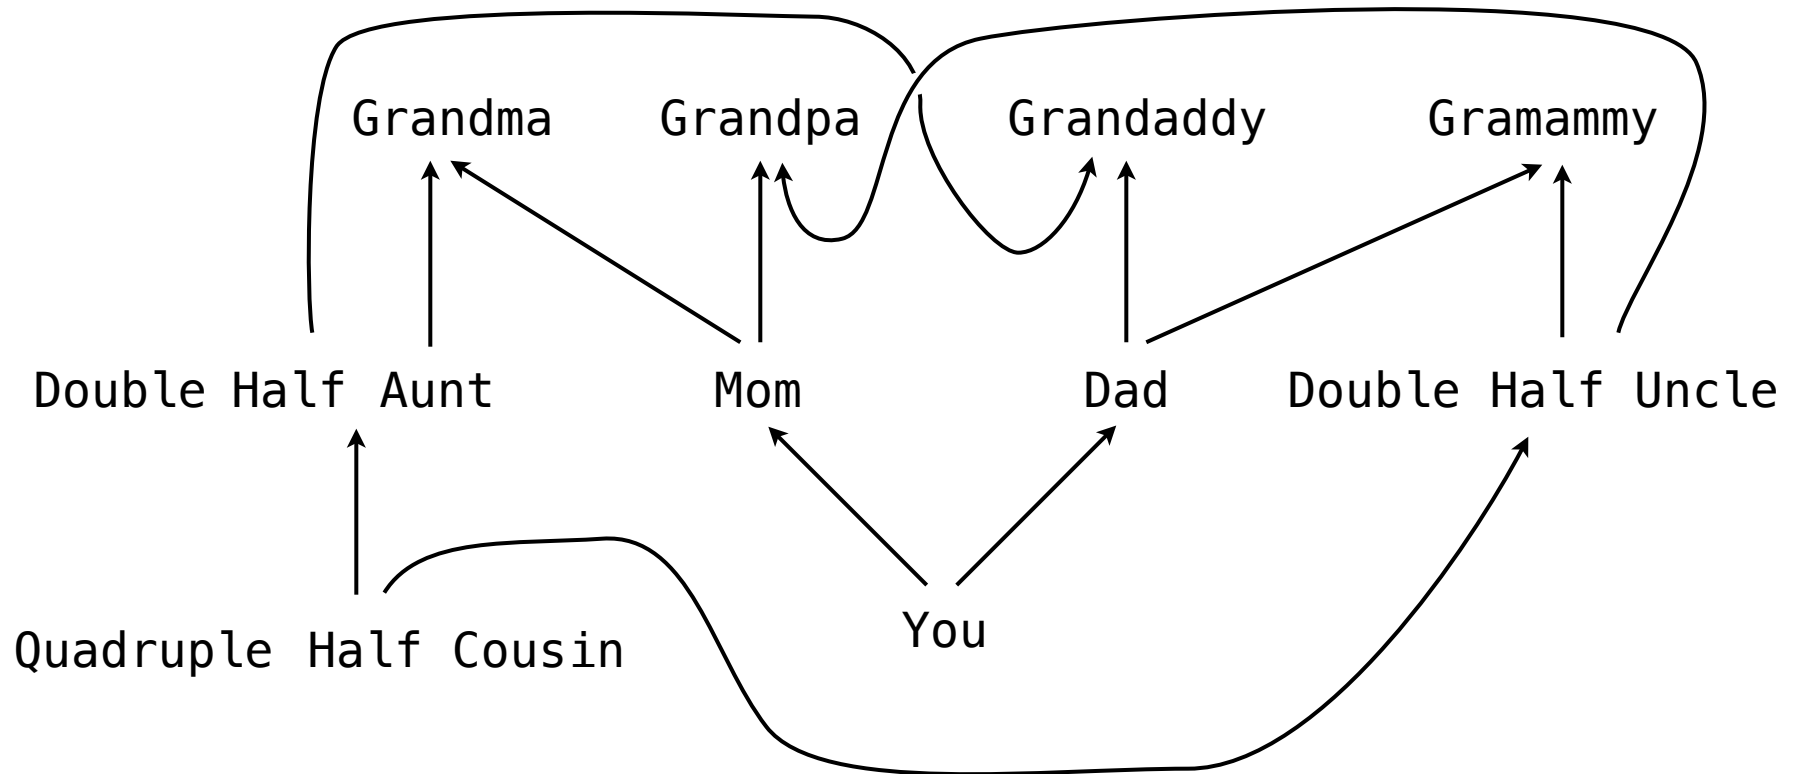 Grandma Grandpa Grandaddy Gramammy
Double Half Aunt Mom Dad Double Half Uncle
Quadruple Half Cousin You